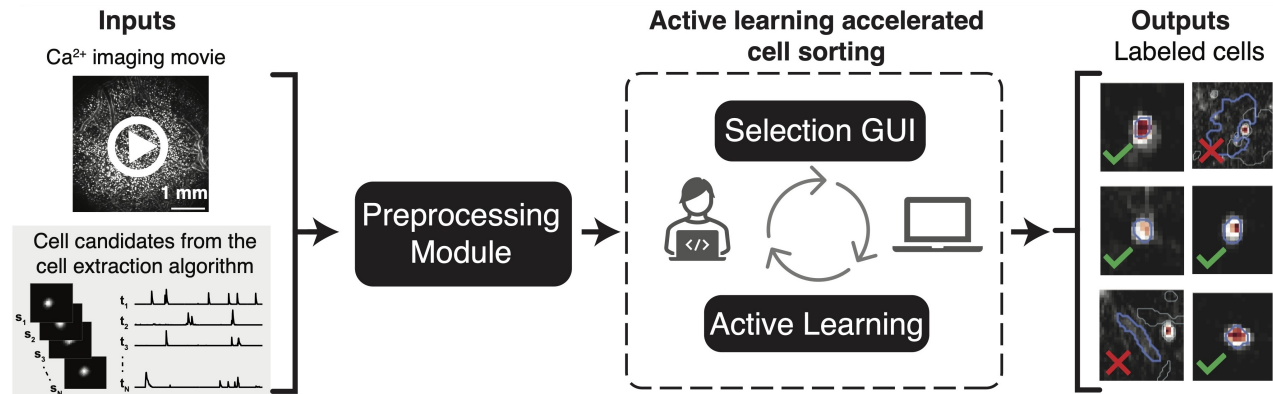 Inputs
Ca²⁺ imaging movie
1 mm
Cell candidates from the
cell extraction algorithm
s₁
s₂
s₃
s_N
t₁
t₂
t₃
t_N
Preprocessing
Module
Active learning accelerated
cell sorting
Selection GUI
</>
Active Learning
Outputs
Labeled cells